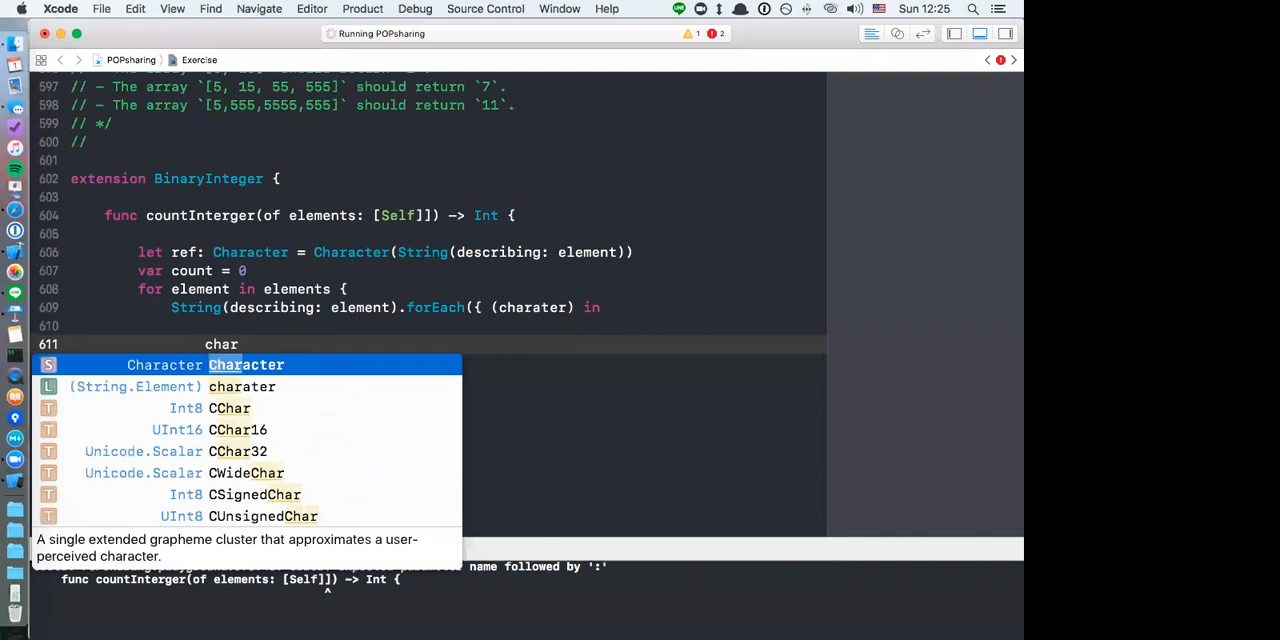 Xcode File Edit View Find Navigate Editor Product Debug Source Control Window Help Sun 12:25
Running POPsharing 1 2
POPsharing Exercise
597 // - The array `[5, 15, 55, 555]` should return `7`.
598 // - The array `[5,555,5555,555]` should return `11`.
599 // */
600 //
601
602 extension BinaryInteger {
603
604 func countInterger(of elements: [Self]]) -> Int {
605
606 let ref: Character = Character(String(describing: element))
607 var count = 0
608 for element in elements {
609 String(describing: element).forEach({ (charater) in
610
611 char
S Character Character
L (String.Element) charater
T Int8 CChar
T UInt16 CChar16
T Unicode.Scalar CChar32
T Unicode.Scalar CWideChar
T Int8 CSignedChar
T UInt8 CUnsignedChar
A single extended grapheme cluster that approximates a user-
perceived character.
name followed by ':'
func countInterger(of elements: [Self]]) -> Int {
^